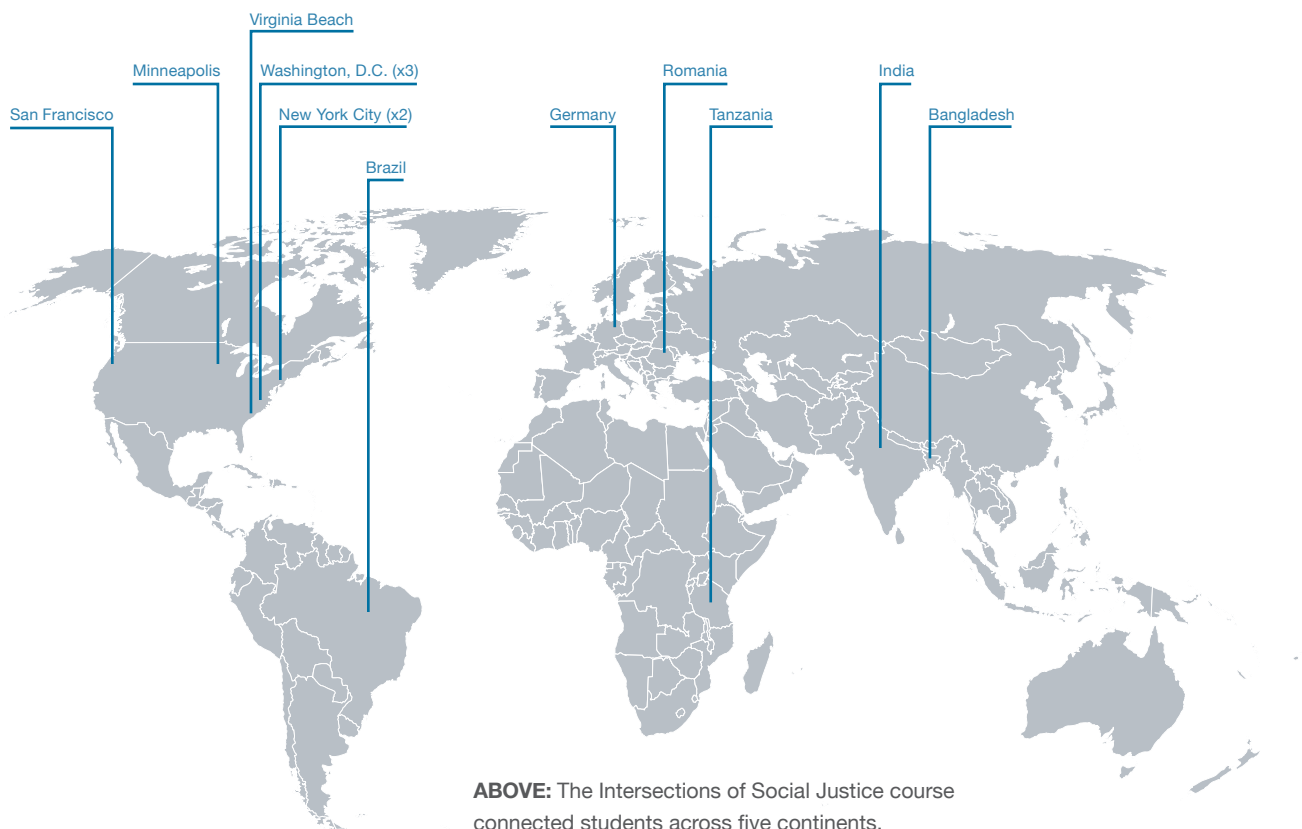 Virginia Beach
Minneapolis
Washington, D.C. (x3)
Romania
India
San Francisco
New York City (x2)
Germany
Tanzania
Bangladesh
Brazil
ABOVE: The Intersections of Social Justice course
connected students across five continents.